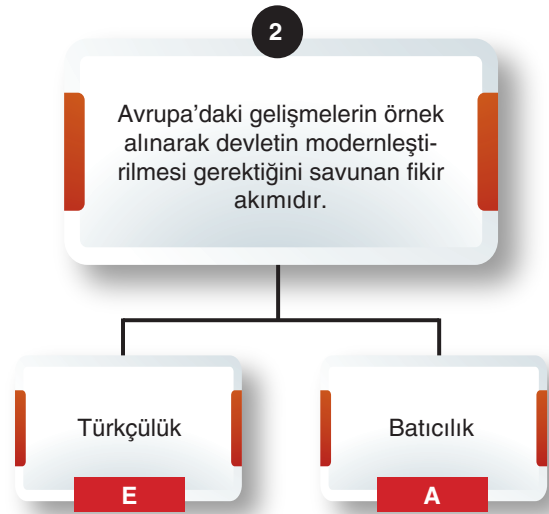 2
Avrupa’daki gelişmelerin örnek
alınarak devletin modernleşti-
rilmesi gerektiğini savunan fikir
akımıdır.
Türkçülük
E
Batıcılık
A